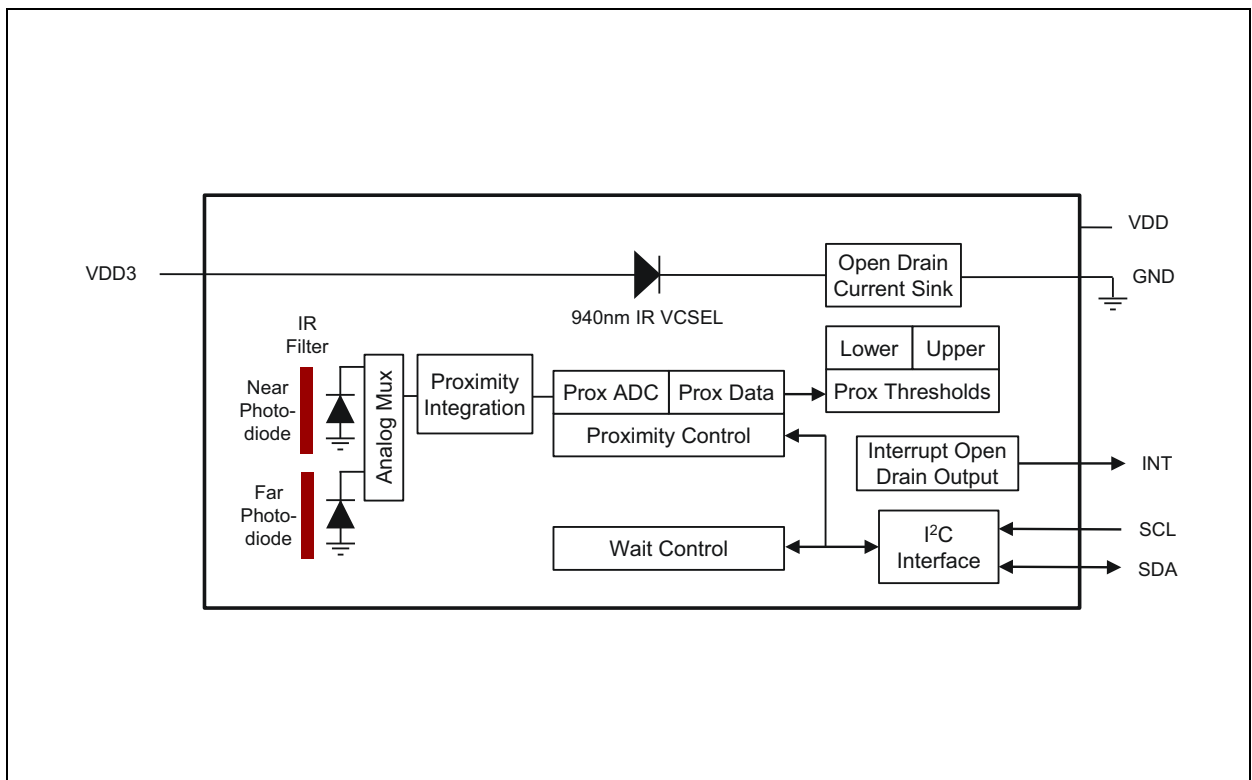 VDD
VDD3
Open Drain
Current Sink
GND
940nm IR VCSEL
IR
Filter
Near
Photo-
diode
Far
Photo-
diode
Analog Mux
Proximity
Integration
Prox ADC
Prox Data
Proximity Control
Lower
Upper
Prox Thresholds
Interrupt Open
Drain Output
INT
Wait Control
I²C
Interface
SCL
SDA